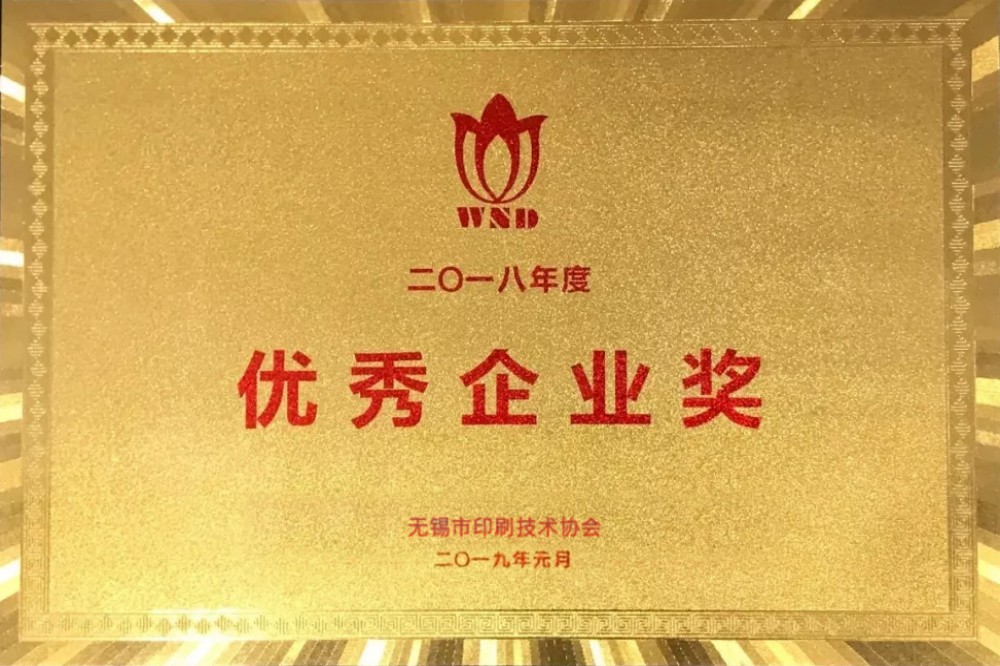 WND
二〇一八年度
优秀企业奖
无锡市印刷技术协会
二〇一九年元月